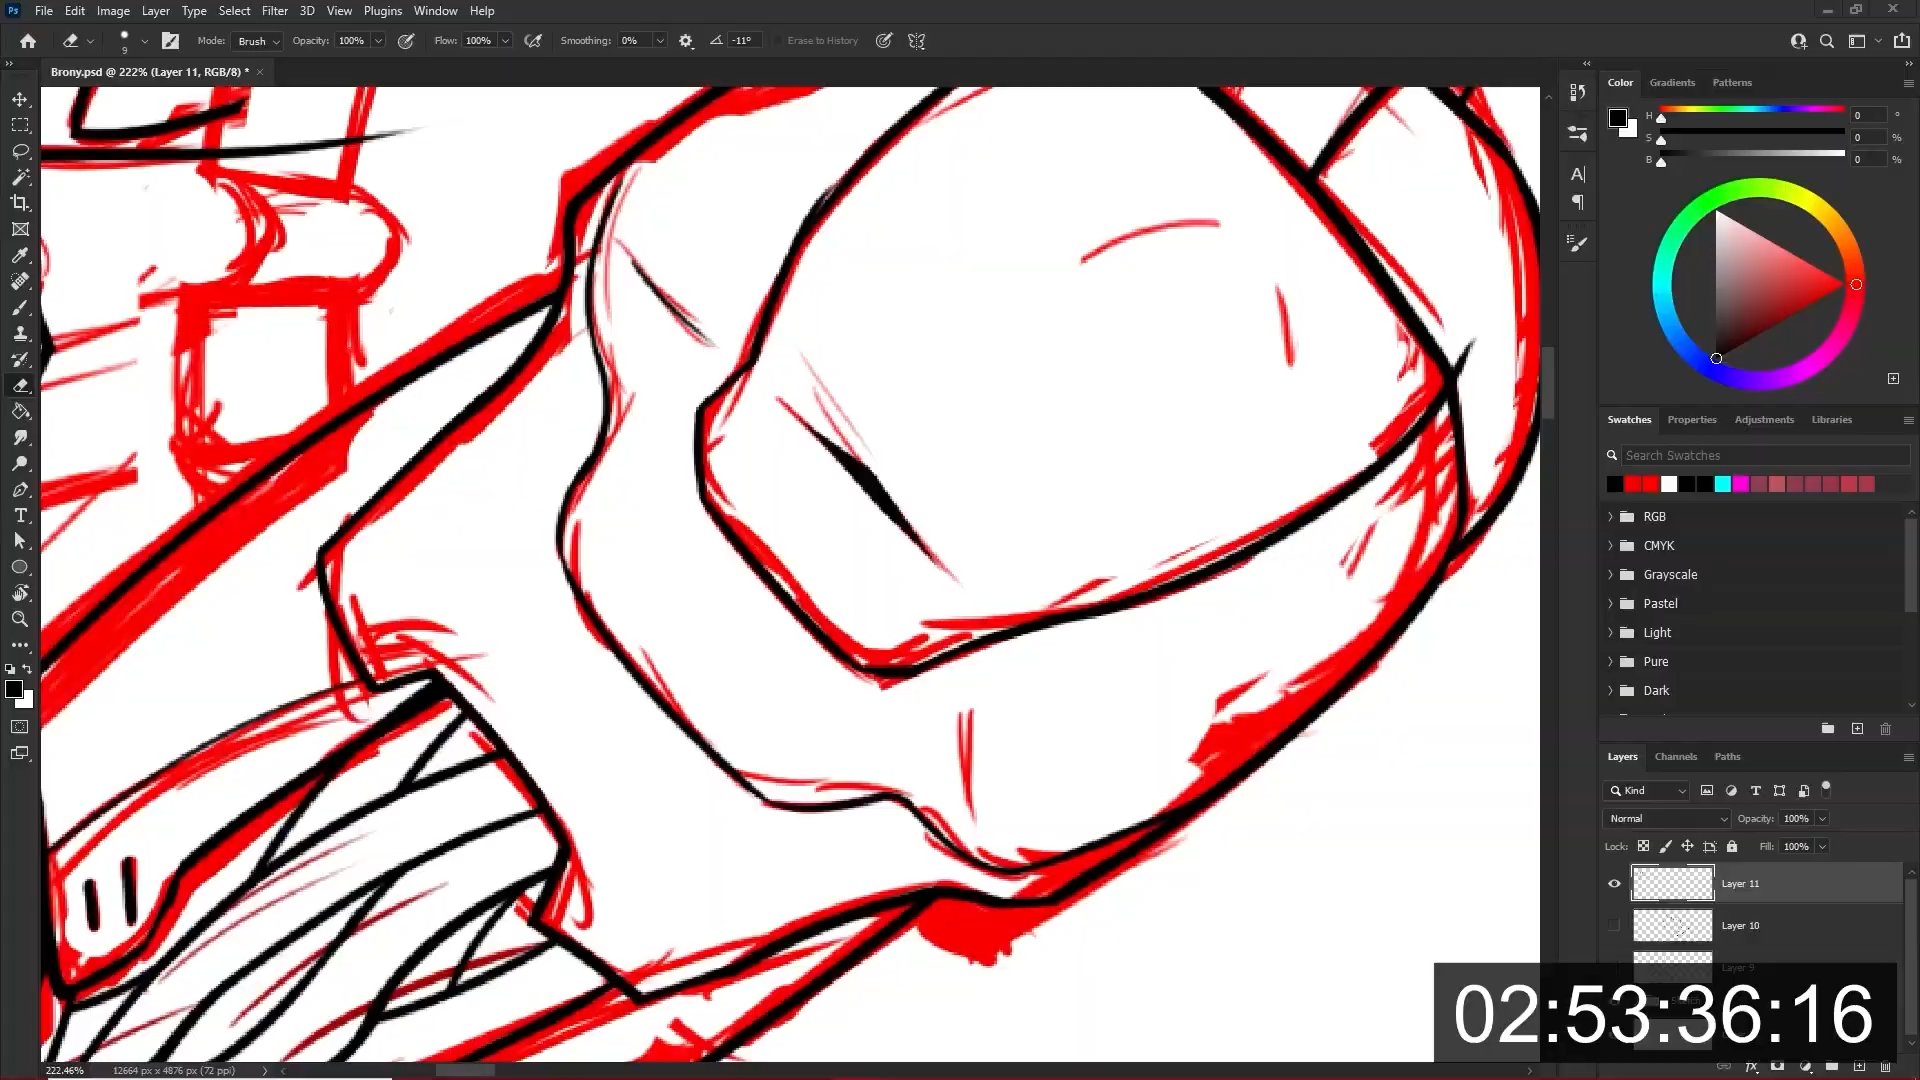 Ps File Edit Image Layer Type Select Filter 3D View Plugins Window Help
9 Mode: Brush Opacity: 100% Flow: 100% Smoothing: 0% -11° Erase to History
Brony.psd @ 222% (Layer 11, RGB/8) *
Color Gradients Patterns
H 0 °
S 0 %
B 0 %
Swatches Properties Adjustments Libraries
Search Swatches
RGB
CMYK
Grayscale
Pastel
Light
Pure
Dark
Layers Channels Paths
Kind
Normal Opacity: 100%
Lock: Fill: 100%
Layer 11
Layer 10
Layer 9
02:53:36:16
222.46% 12664 px x 4876 px (72 ppi)